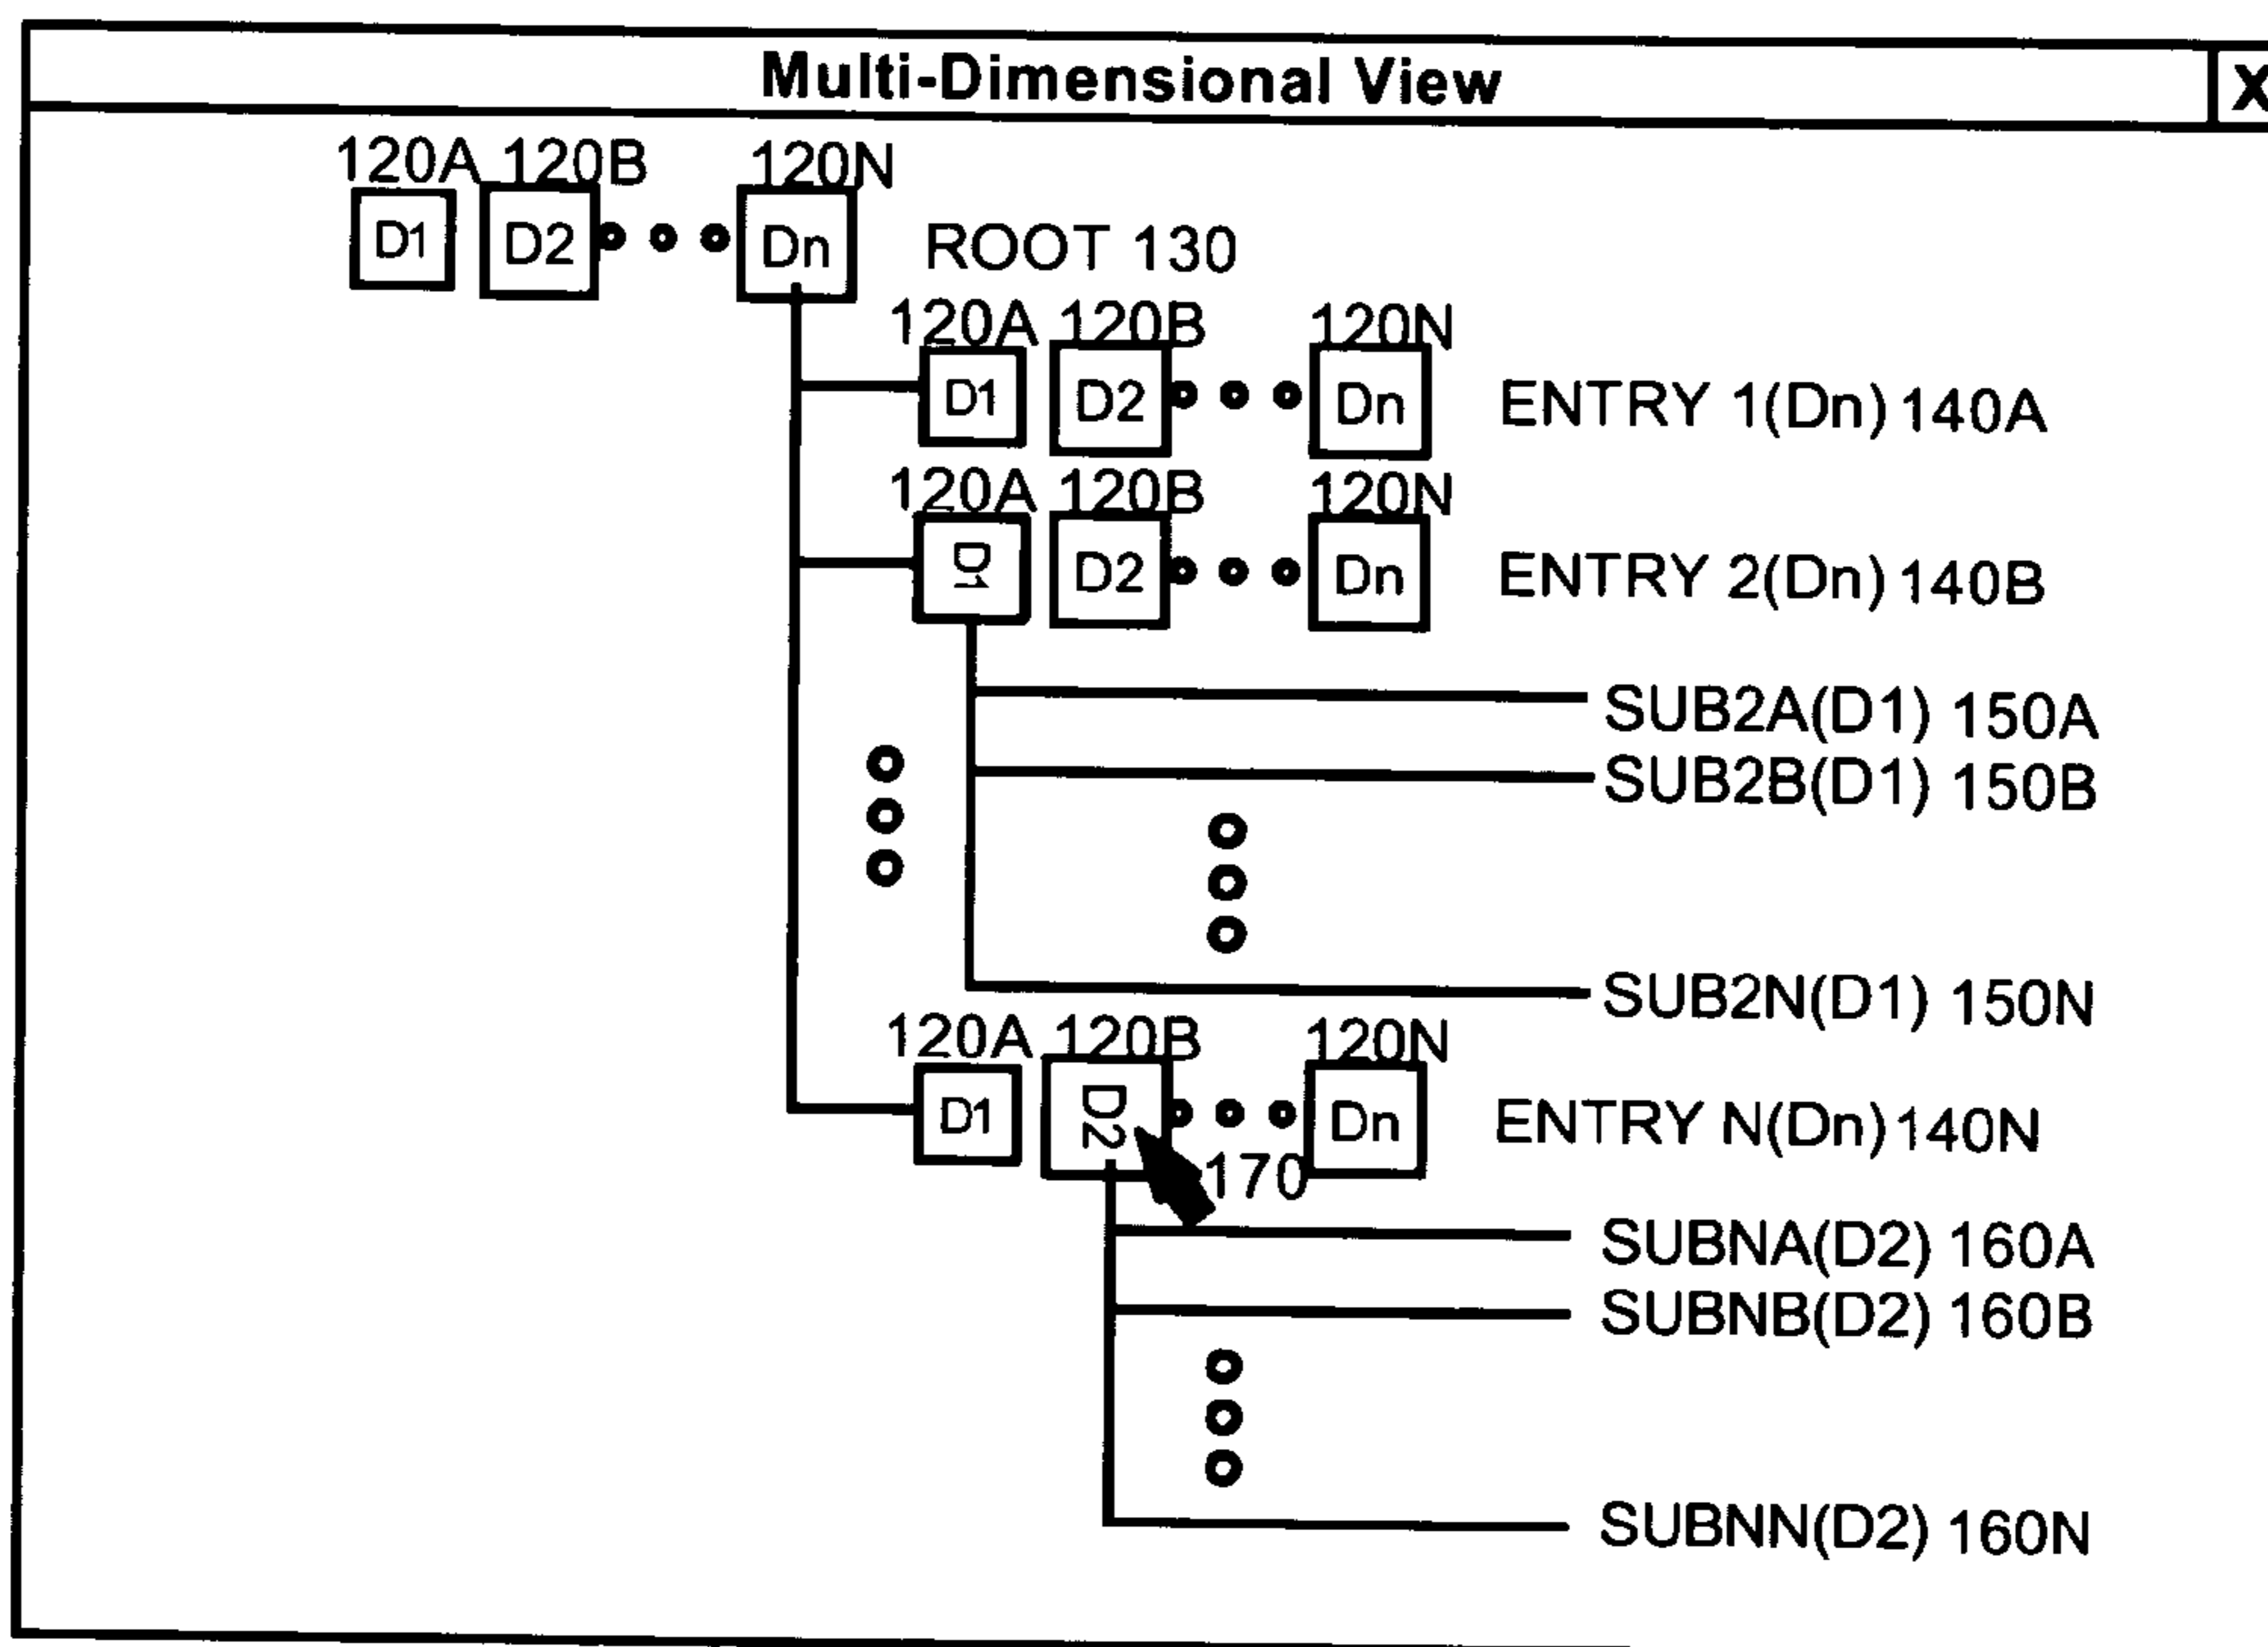 Multi-Dimensional View X
120A 120B 120N
D1 D2 Dn ROOT 130
120A 120B 120N
D1 D2 Dn ENTRY 1(Dn) 140A
120A 120B 120N
D1 D2 Dn ENTRY 2(Dn) 140B
SUB2A(D1) 150A
SUB2B(D1) 150B
SUB2N(D1) 150N
120A 120B 120N
D1 D2 Dn ENTRY N(Dn) 140N
170
SUBNA(D2) 160A
SUBNB(D2) 160B
SUBNN(D2) 160N